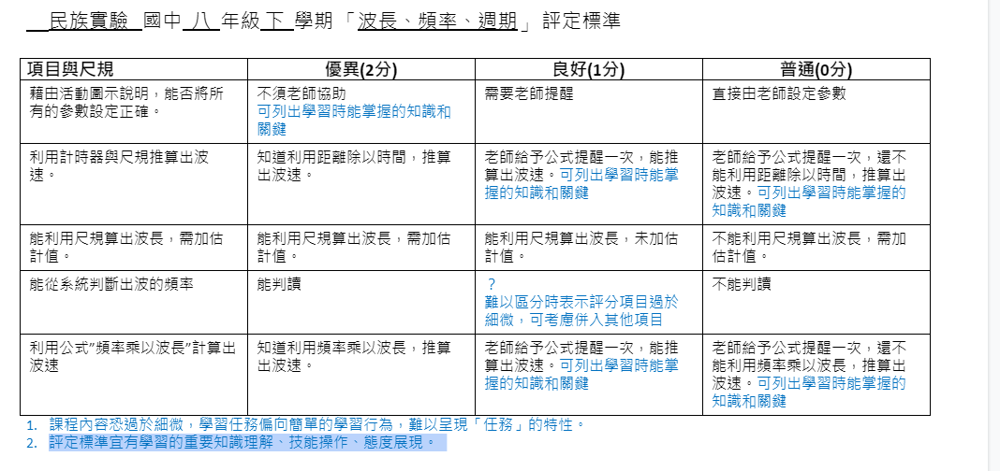 民族實驗 國中 八 年級 下 學期「波長、頻率、週期」評定標準
項目與尺規
優異(2分)
良好(1分)
普通(0分)
藉由活動圖示說明，能否將所
有的參數設定正確。
不須老師協助
可列出學習時能掌握的知識和
關鍵
需要老師提醒
直接由老師設定參數
利用計時器與尺規推算出波
速。
知道利用距離除以時間，推算
出波速。
老師給予公式提醒一次，能推
算出波速。可列出學習時能掌
握的知識和關鍵
老師給予公式提醒一次，還不
能利用距離除以時間，推算出
波速。可列出學習時能掌握的
知識和關鍵
能利用尺規算出波長，需加估
計值。
能利用尺規算出波長，需加估
計值。
能利用尺規算出波長，未加估
計值。
不能利用尺規算出波長，需加
估計值。
能從系統判斷出波的頻率
能判讀
？
難以區分時表示評分項目過於
細微，可考慮併入其他項目
不能判讀
利用公式”頻率乘以波長”計算出
波速
知道利用頻率乘以波長，推算
出波速。
老師給予公式提醒一次，能推
算出波速。可列出學習時能掌
握的知識和關鍵
老師給予公式提醒一次，還不
能利用頻率乘以波長，推算出
波速。可列出學習時能掌握的
知識和關鍵
1. 課程內容恐過於細微，學習任務偏向簡單的學習行為，難以呈現「任務」的特性。
2. 評定標準宜有學習的重要知識理解、技能操作、態度展現。